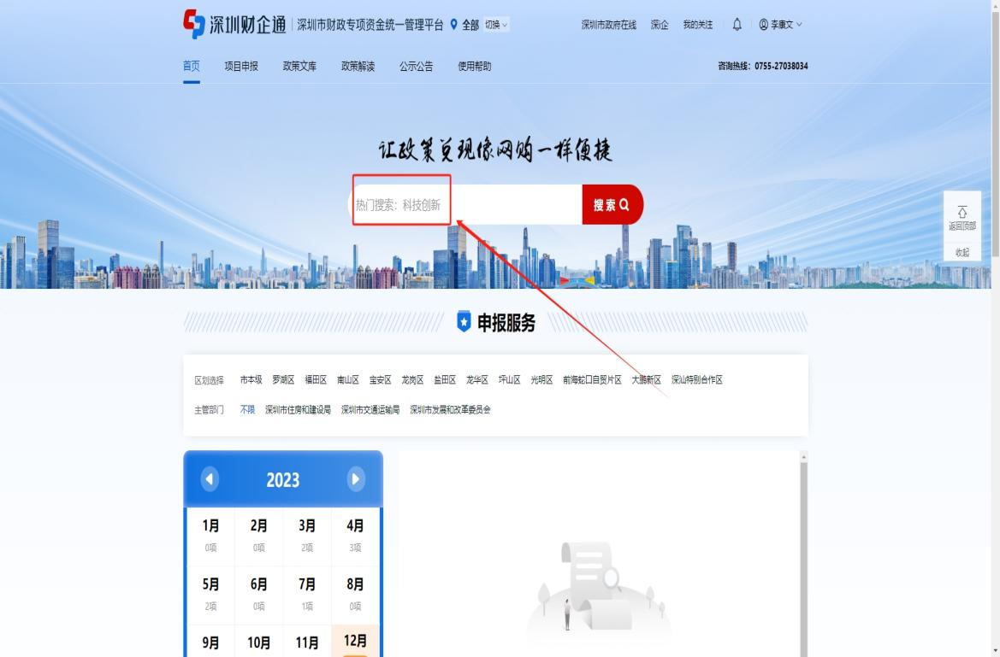 深圳财企通 深圳市财政专项资金统一管理平台 全部 切换 深圳市政府在线 深i企 我的关注 李康文
首页 项目申报 政策文库 政策解读 公示公告 使用帮助 咨询热线：0755-27038034
让政策兑现像网购一样便捷
热门搜索：科技创新 搜索
返回顶部
收起
申报服务
区划选择 市本级 罗湖区 福田区 南山区 宝安区 龙岗区 盐田区 龙华区 坪山区 光明区 前海蛇口自贸片区 大鹏新区 深汕特别合作区
主管部门 不限 深圳市住房和建设局 深圳市交通运输局 深圳市发展和改革委员会
2023
1月 2月 3月 4月
0项 0项 2项 3项
5月 6月 7月 8月
2项 0项 1项 0项
9月 10月 11月 12月